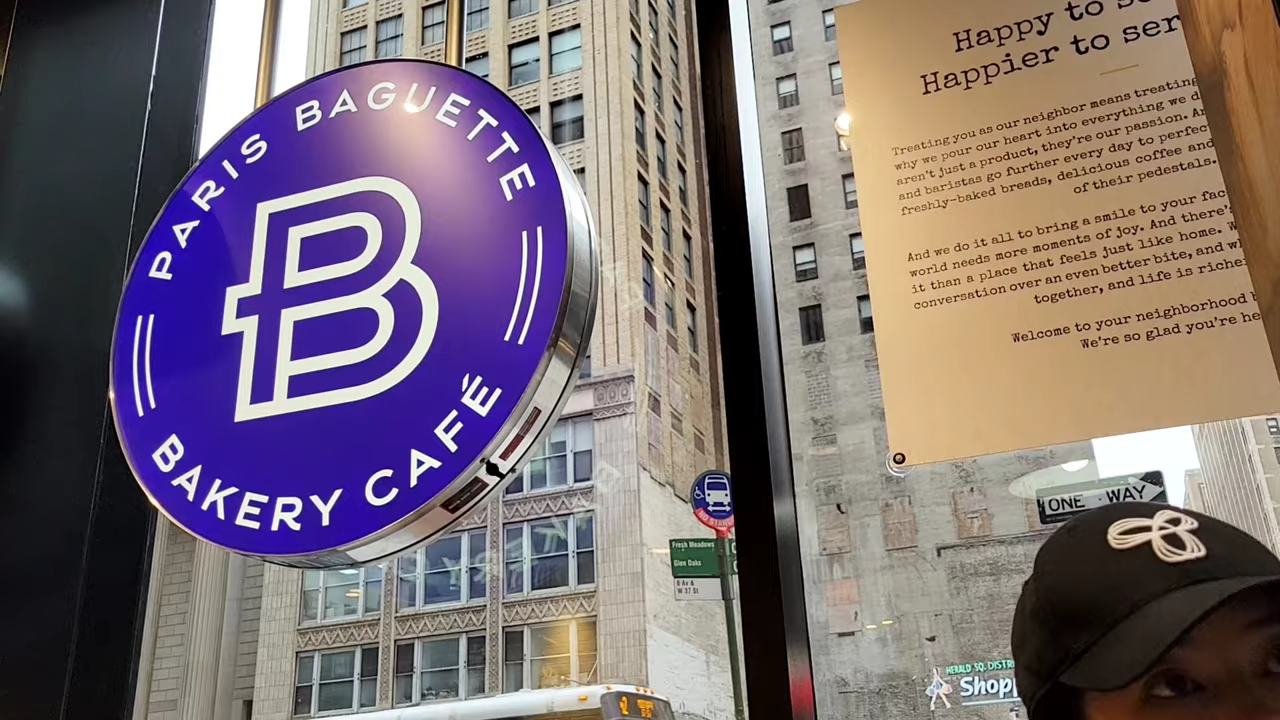 PARIS BAGUETTE
B
BAKERY CAFÉ
Happy to se
Happier to ser
Treating you as our neighbor means treating
why we pour our heart into everything we d
aren't just a product, they're our passion. An
and baristas go further every day to perfec
freshly-baked breads, delicious coffee and
of their pedestals.
And we do it all to bring a smile to your fac
world needs more moments of joy. And there's
it than a place that feels just like home. W
conversation over an even better bite, and wh
together, and life is richer
Welcome to your neighborhood b
We're so glad you're he
NO STAND
Fresh Meadows
Glen Oaks
6 Av &
W 37 St
ONE WAY
HERALD SQ. DISTRI
Shop